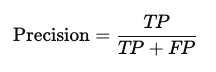 Precision = TP / (TP + FP)